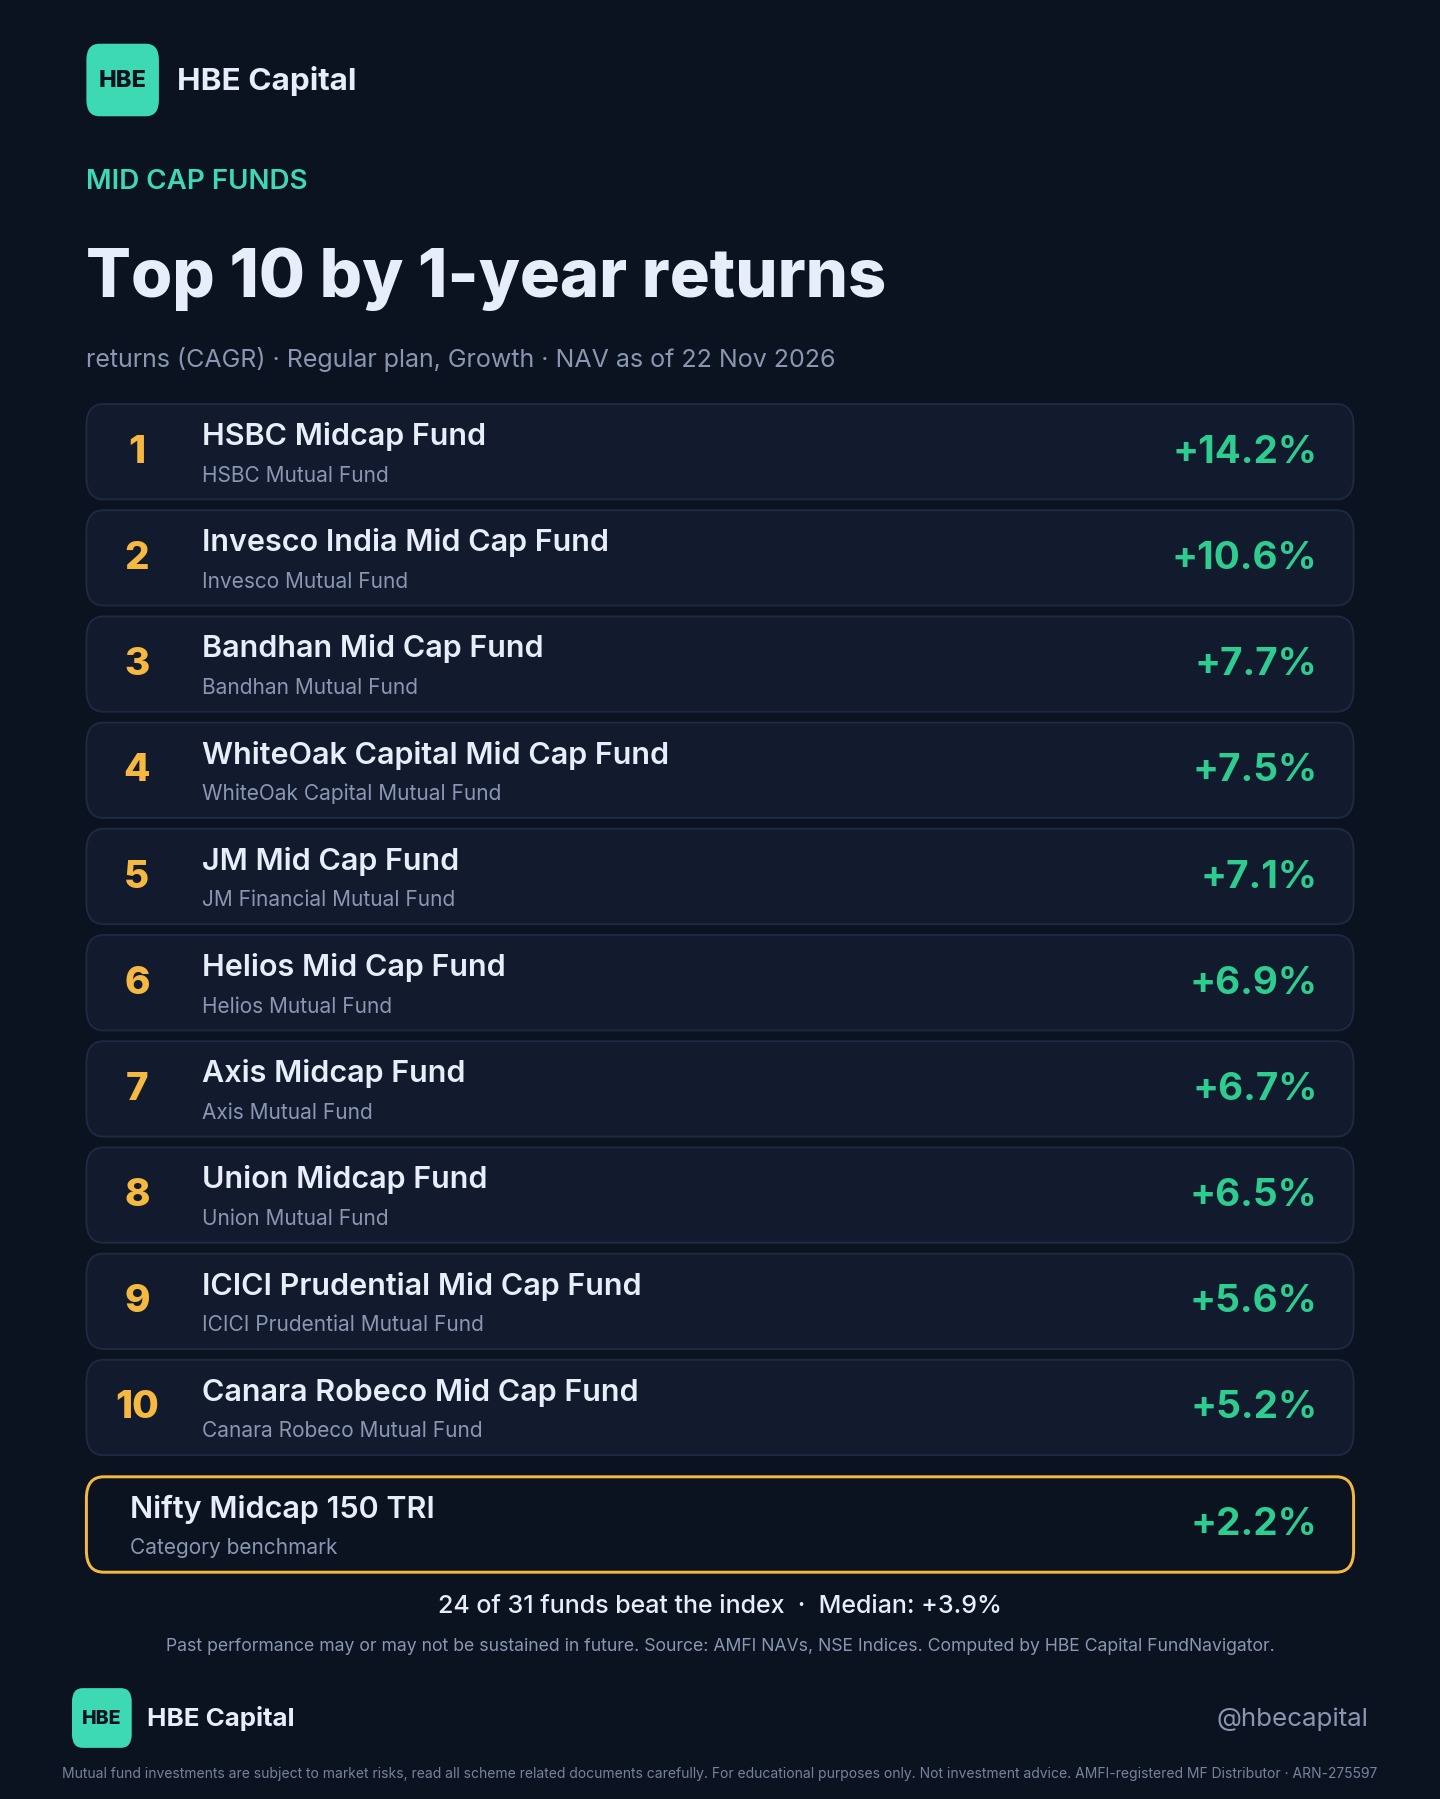 HBE HBE Capital
MID CAP FUNDS
Top 10 by 1-year returns
returns (CAGR) · Regular plan, Growth · NAV as of 22 Nov 2026
1 HSBC Midcap Fund +14.2%
HSBC Mutual Fund
2 Invesco India Mid Cap Fund +10.6%
Invesco Mutual Fund
3 Bandhan Mid Cap Fund +7.7%
Bandhan Mutual Fund
4 WhiteOak Capital Mid Cap Fund +7.5%
WhiteOak Capital Mutual Fund
5 JM Mid Cap Fund +7.1%
JM Financial Mutual Fund
6 Helios Mid Cap Fund +6.9%
Helios Mutual Fund
7 Axis Midcap Fund +6.7%
Axis Mutual Fund
8 Union Midcap Fund +6.5%
Union Mutual Fund
9 ICICI Prudential Mid Cap Fund +5.6%
ICICI Prudential Mutual Fund
10 Canara Robeco Mid Cap Fund +5.2%
Canara Robeco Mutual Fund
Nifty Midcap 150 TRI +2.2%
Category benchmark
24 of 31 funds beat the index · Median: +3.9%
Past performance may or may not be sustained in future. Source: AMFI NAVs, NSE Indices. Computed by HBE Capital FundNavigator.
HBE HBE Capital @hbecapital
Mutual fund investments are subject to market risks, read all scheme related documents carefully. For educational purposes only. Not investment advice. AMFI-registered MF Distributor · ARN-275597